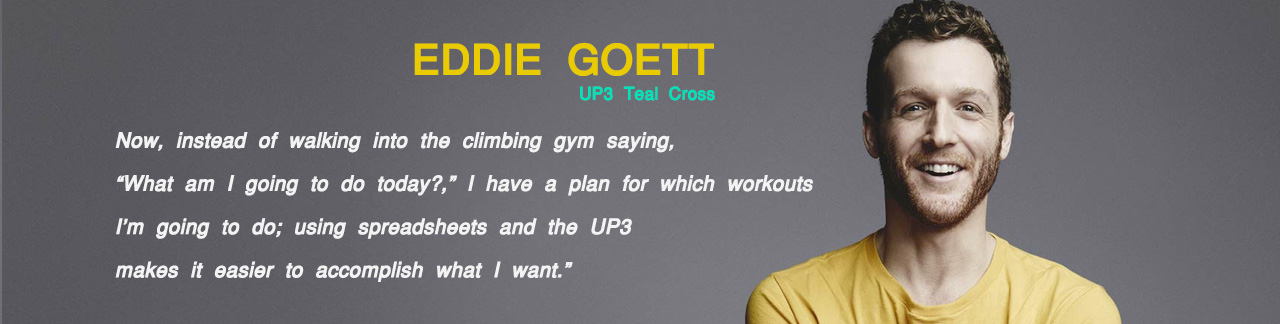 EDDIE GOETT
UP3 Teal Cross
Now, instead of walking into the climbing gym saying,
“What am I going to do today?,” I have a plan for which workouts
I’m going to do; using spreadsheets and the UP3
makes it easier to accomplish what I want.”